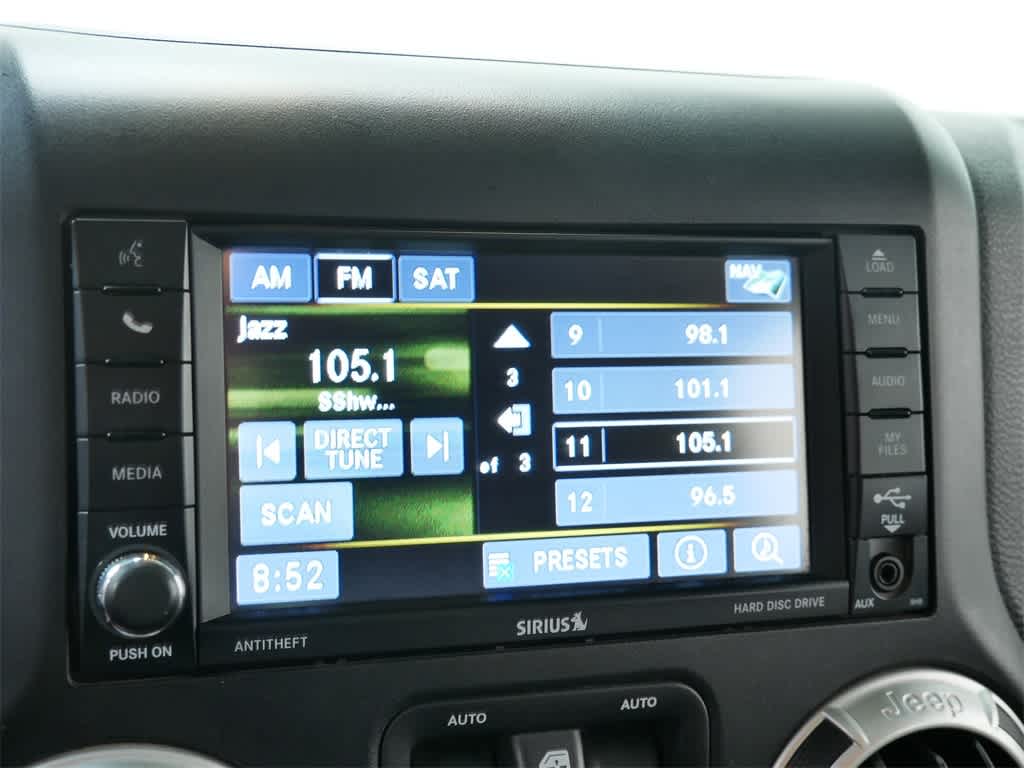 AM FM SAT NAV
Jazz
105.1
SShw...
DIRECT
TUNE
SCAN
8:52
3
of 3
9 98.1
10 101.1
11 105.1
12 96.5
PRESETS
RADIO
MEDIA
VOLUME
PUSH ON
LOAD
MENU
AUDIO
MY
FILES
PULL
AUX
ANTITHEFT
SIRIUS
HARD DISC DRIVE
AUTO
AUTO
Jeep